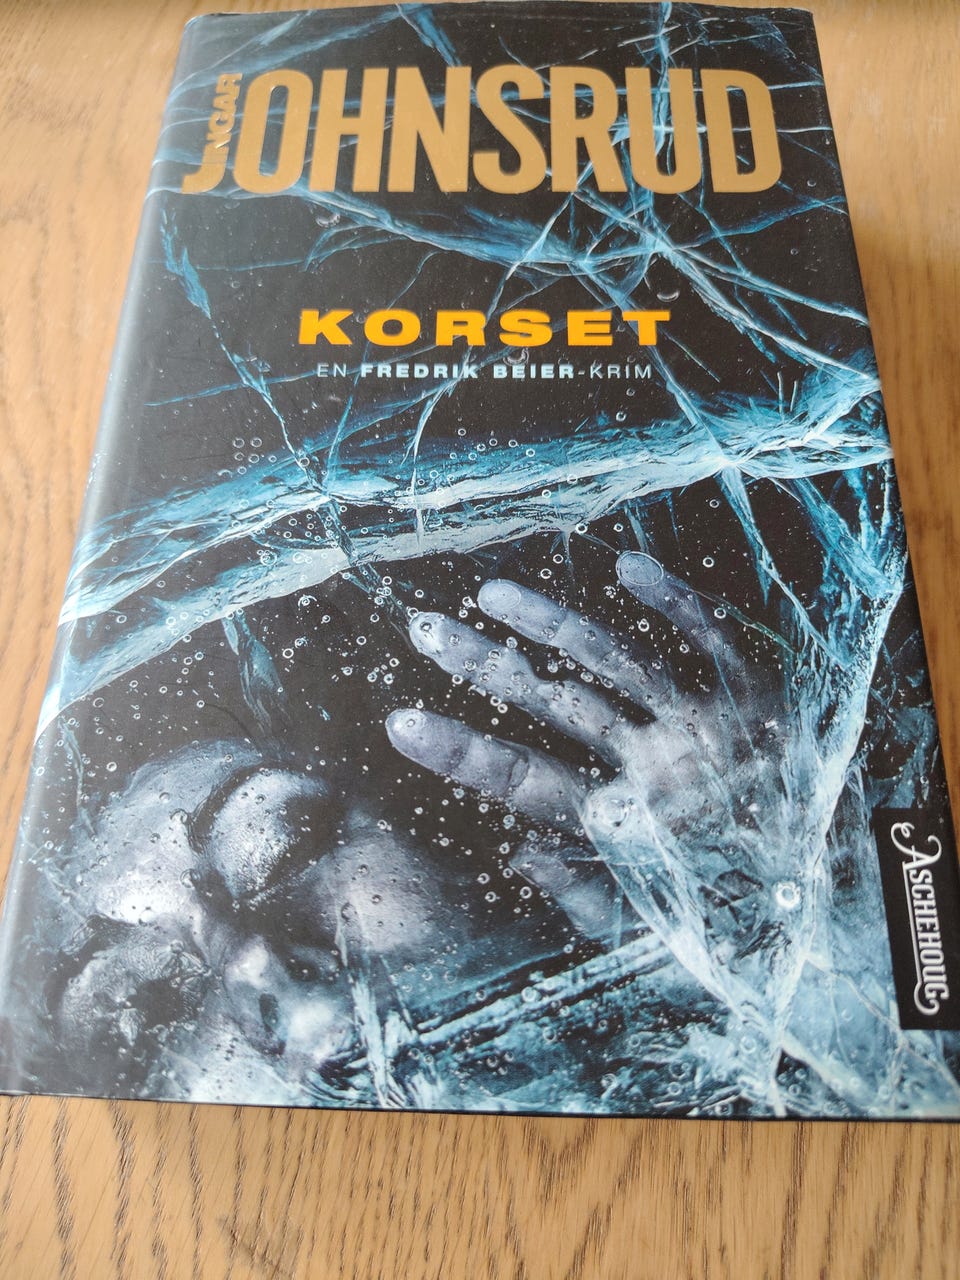 INGAR
JOHNSRUD
KORSET
EN FREDRIK BEIER-KRIM
ASCHEHOUG